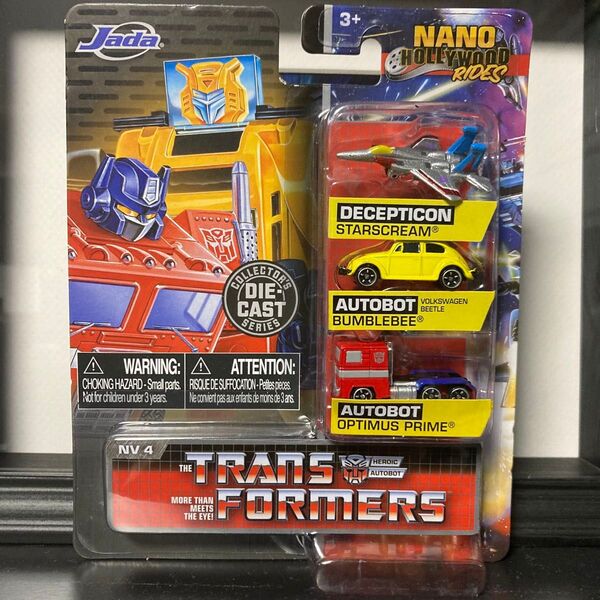 Jada
3+
NANO
HOLLYWOOD
RIDES
DECEPTICON
STARSCREAM®
AUTOBOT VOLKSWAGEN
BEETLE
BUMBLEBEE®
AUTOBOT
OPTIMUS PRIME®
COLLECTOR'S
DIE-
CAST
SERIES
WARNING:
CHOKING HAZARD - Small parts.
Not for children under 3 years.
ATTENTION:
RISQUE DE SUFFOCATION - Petites pièces.
Ne convient pas aux enfants de moins de 3 ans.
NV 4
THE TRANS
FORMERS
HEROIC
AUTOBOT
MORE THAN
MEETS
THE EYE!